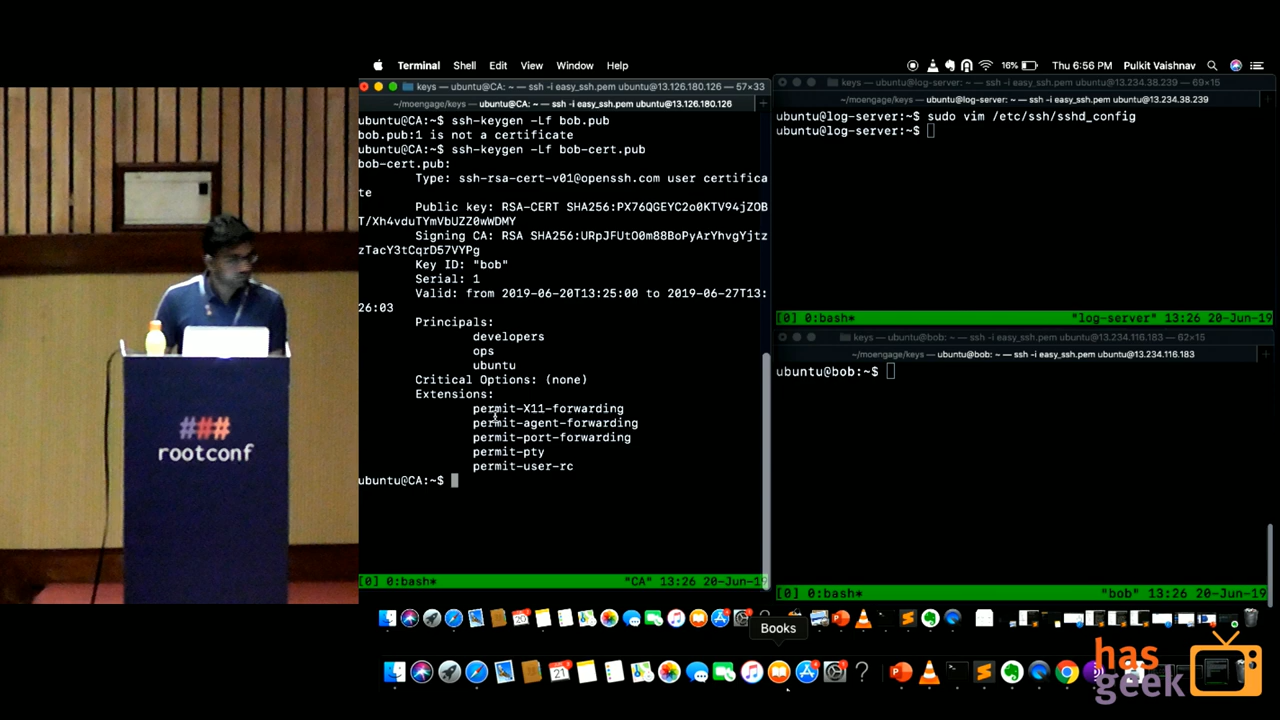 Terminal Shell Edit View Window Help
16% Thu 6:56 PM Pulkit Vaishnav
keys — ubuntu@CA: ~ — ssh -i easy_ssh.pem ubuntu@13.126.180.126 — 57×33
~/moengage/keys
ubuntu@CA: ~ — ssh -i easy_ssh.pem ubuntu@13.126.180.126
ubuntu@CA:~$ ssh-keygen -Lf bob.pub
bob.pub:1 is not a certificate
ubuntu@CA:~$ ssh-keygen -Lf bob-cert.pub
bob-cert.pub:
Type: ssh-rsa-cert-v01@openssh.com user certifica
te
Public key: RSA-CERT SHA256:PX76QGEYC2o0KTV94jZOB
T/Xh4vduTYmVbUZZ0wWDMY
Signing CA: RSA SHA256:URpJFUtO0m88BoPyArYhvgYjtz
zTacY3tCqrD57VYPg
Key ID: "bob"
Serial: 1
Valid: from 2019-06-20T13:25:00 to 2019-06-27T13:
26:03
Principals:
developers
ops
ubuntu
Critical Options: (none)
Extensions:
permit-X11-forwarding
permit-agent-forwarding
permit-port-forwarding
permit-pty
permit-user-rc
ubuntu@CA:~$
[0] 0:bash* "CA" 13:26 20-Jun-19
keys — ubuntu@log-server: ~ — ssh -i easy_ssh.pem ubuntu@13.234.38.239 — 69×15
~/moengage/keys — ubuntu@log-server: ~ — ssh -i easy_ssh.pem ubuntu@13.234.38.239
ubuntu@log-server:~$ sudo vim /etc/ssh/sshd_config
ubuntu@log-server:~$
[0] 0:bash* "log-server" 13:26 20-Jun-19
keys — ubuntu@bob: ~ — ssh -i easy_ssh.pem ubuntu@13.234.116.183 — 62×15
~/moengage/keys — ubuntu@bob: ~ — ssh -i easy_ssh.pem ubuntu@13.234.116.183
ubuntu@bob:~$
[0] 0:bash* "bob" 13:26 20-Jun-19
Books
###
rootconf
has
geek